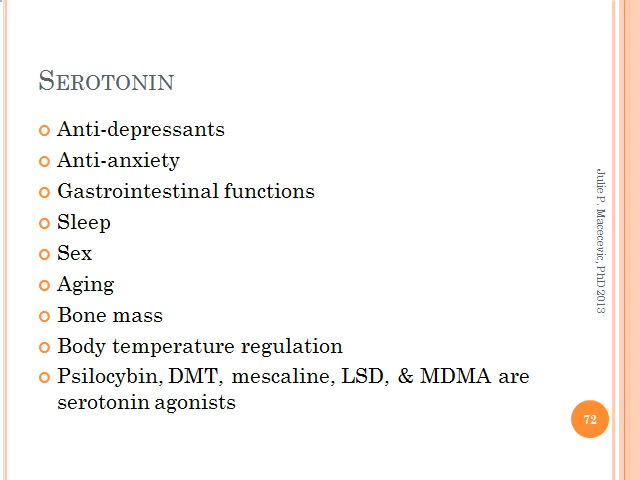 SEROTONIN
Anti-depressants
Anti-anxiety
Gastrointestinal functions
Sleep
Sex
Aging
Bone mass
Body temperature regulation
Psilocybin, DMT, mescaline, LSD, & MDMA are
serotonin agonists
Julie P. Macecevic, PhD 2013
72